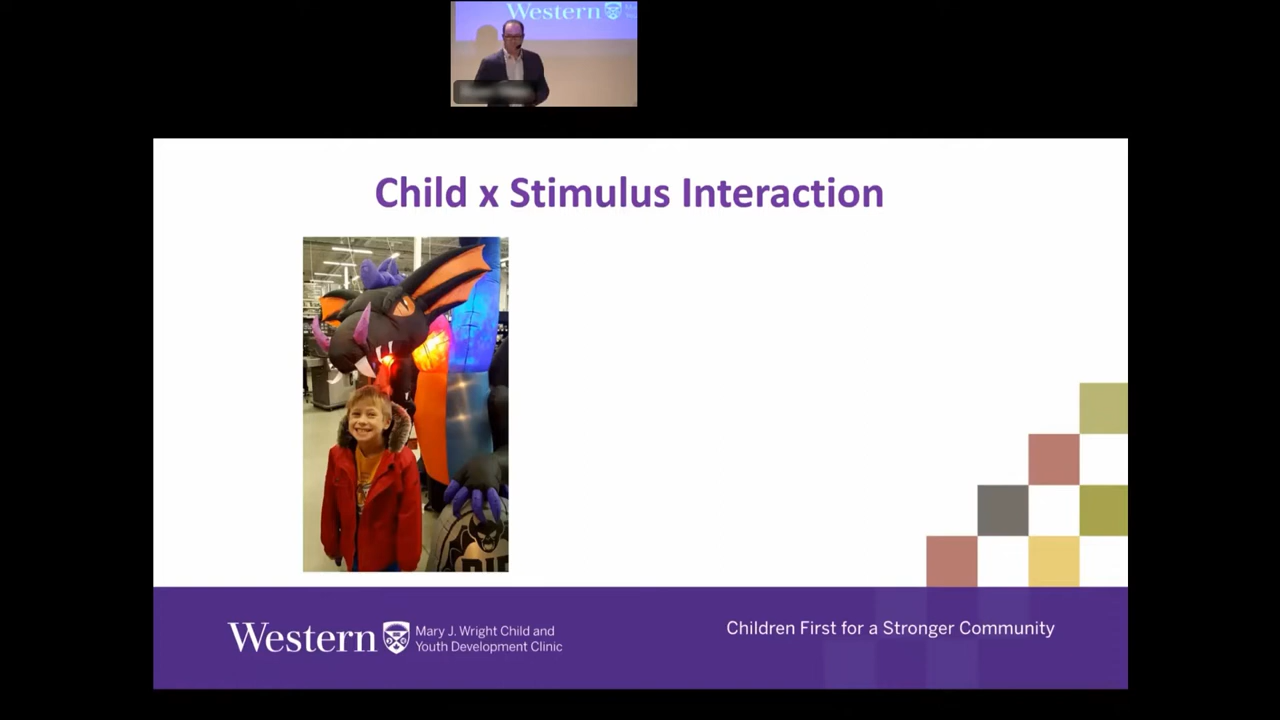 Western
Child x Stimulus Interaction
Western
Mary J. Wright Child and
Youth Development Clinic
Children First for a Stronger Community